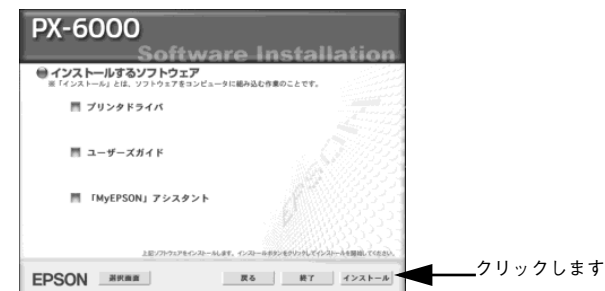 PX-6000
Software Installation
インストールするソフトウェア
※「インストール」とは、ソフトウェアをコンピュータに組み込む作業のことです。
プリンタドライバ
ユーザーズガイド
「MyEPSON」アシスタント
上記ソフトウェアをインストールします。インストールボタンをクリックしてインストールを開始してください。
EPSON 選択画面 戻る 終了 インストール
クリックします
EPSON